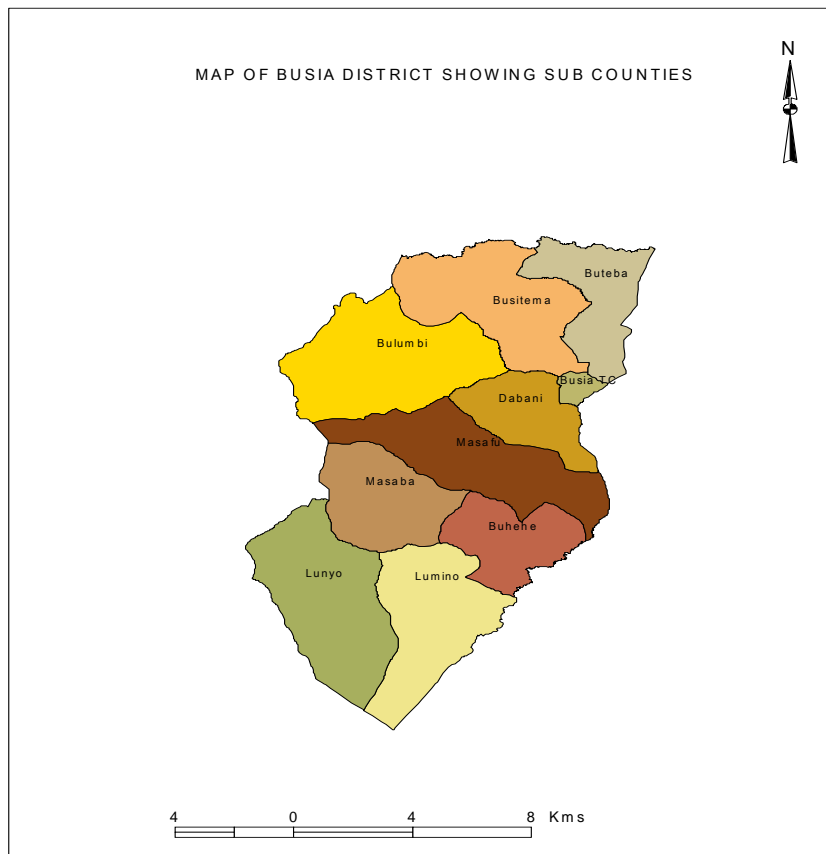 N
MAP OF BUSIA DISTRICT SHOWING SUB COUNTIES
Buteba
Busitema
Bulumbi
Busia TC
Dabani
Masafu
Masaba
Buhehe
Lunyo
Lumino
4 0 4 8 Kms